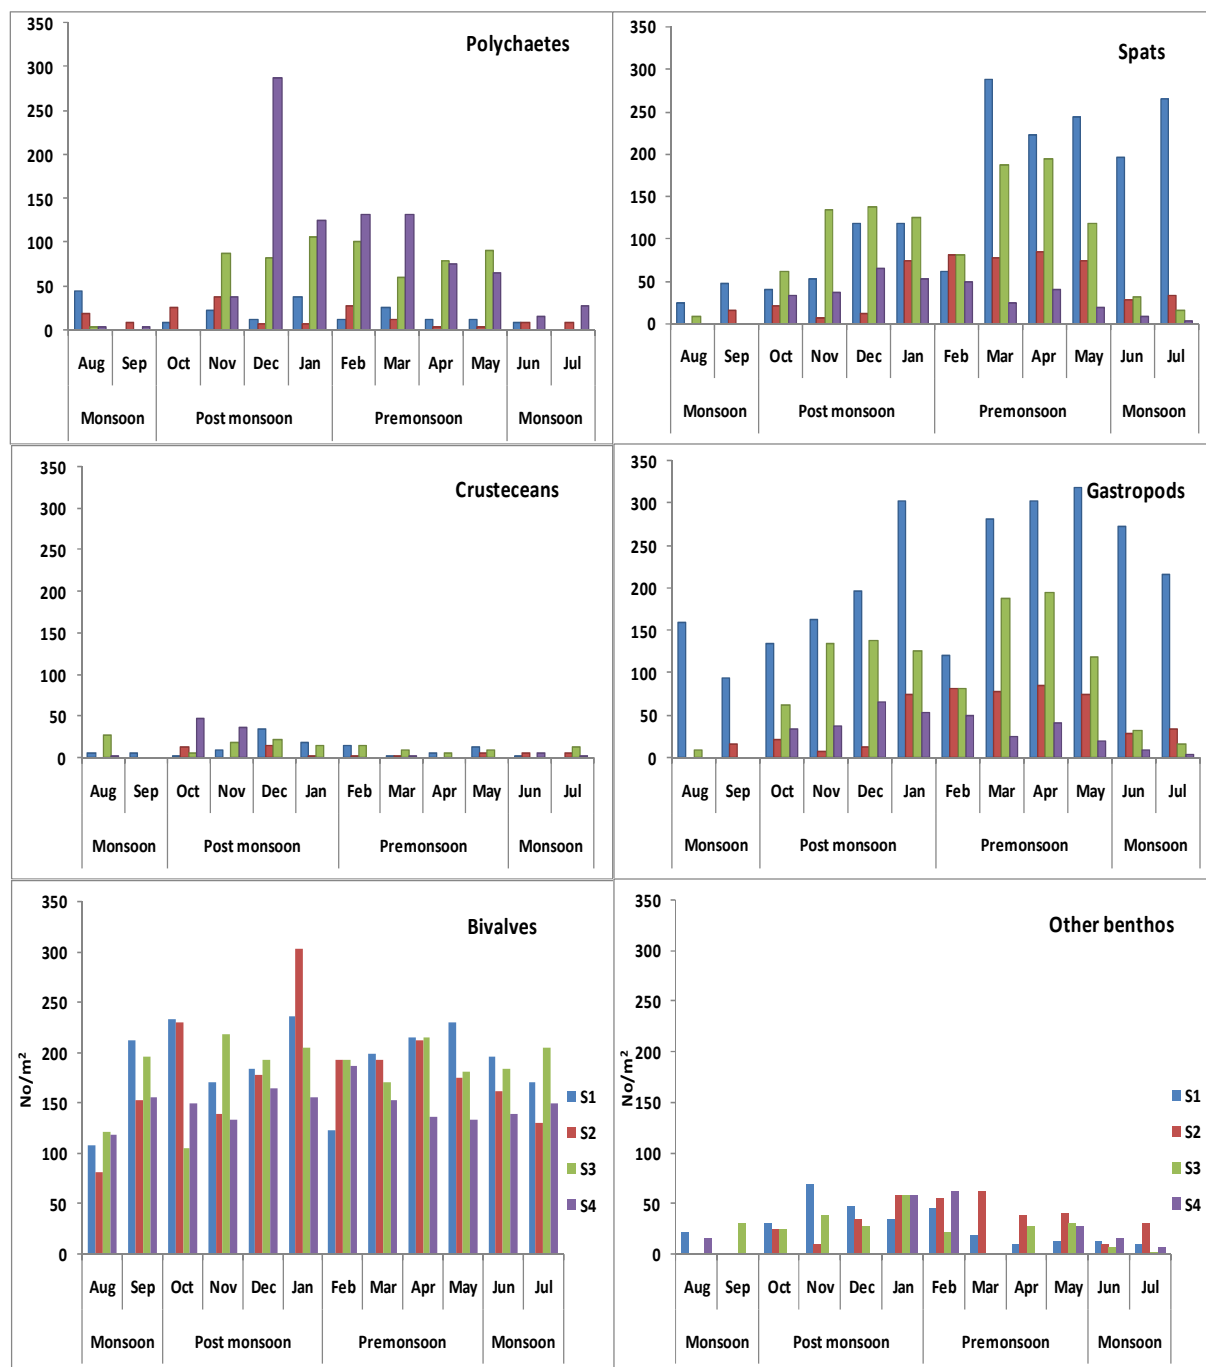 Polychaetes
350
300
250
200
150
100
50
0
Aug Sep Oct Nov Dec Jan Feb Mar Apr May Jun Jul
Monsoon Post monsoon Premonsoon Monsoon
Spats
350
300
250
200
150
100
50
0
Aug Sep Oct Nov Dec Jan Feb Mar Apr May Jun Jul
Monsoon Post monsoon Premonsoon Monsoon
Crusteceans
350
300
250
200
150
100
50
0
Aug Sep Oct Nov Dec Jan Feb Mar Apr May Jun Jul
Monsoon Post monsoon Premonsoon Monsoon
Gastropods
350
300
250
200
150
100
50
0
Aug Sep Oct Nov Dec Jan Feb Mar Apr May Jun Jul
Monsoon Post monsoon Premonsoon Monsoon
Bivalves
350
300
250
200
150
100
50
0
No/m²
S1
S2
S3
S4
Aug Sep Oct Nov Dec Jan Feb Mar Apr May Jun Jul
Monsoon Post monsoon Premonsoon Monsoon
Other benthos
350
300
250
200
150
100
50
0
No/m²
S1
S2
S3
S4
Aug Sep Oct Nov Dec Jan Feb Mar Apr May Jun Jul
Monsoon Post monsoon Premonsoon Monsoon